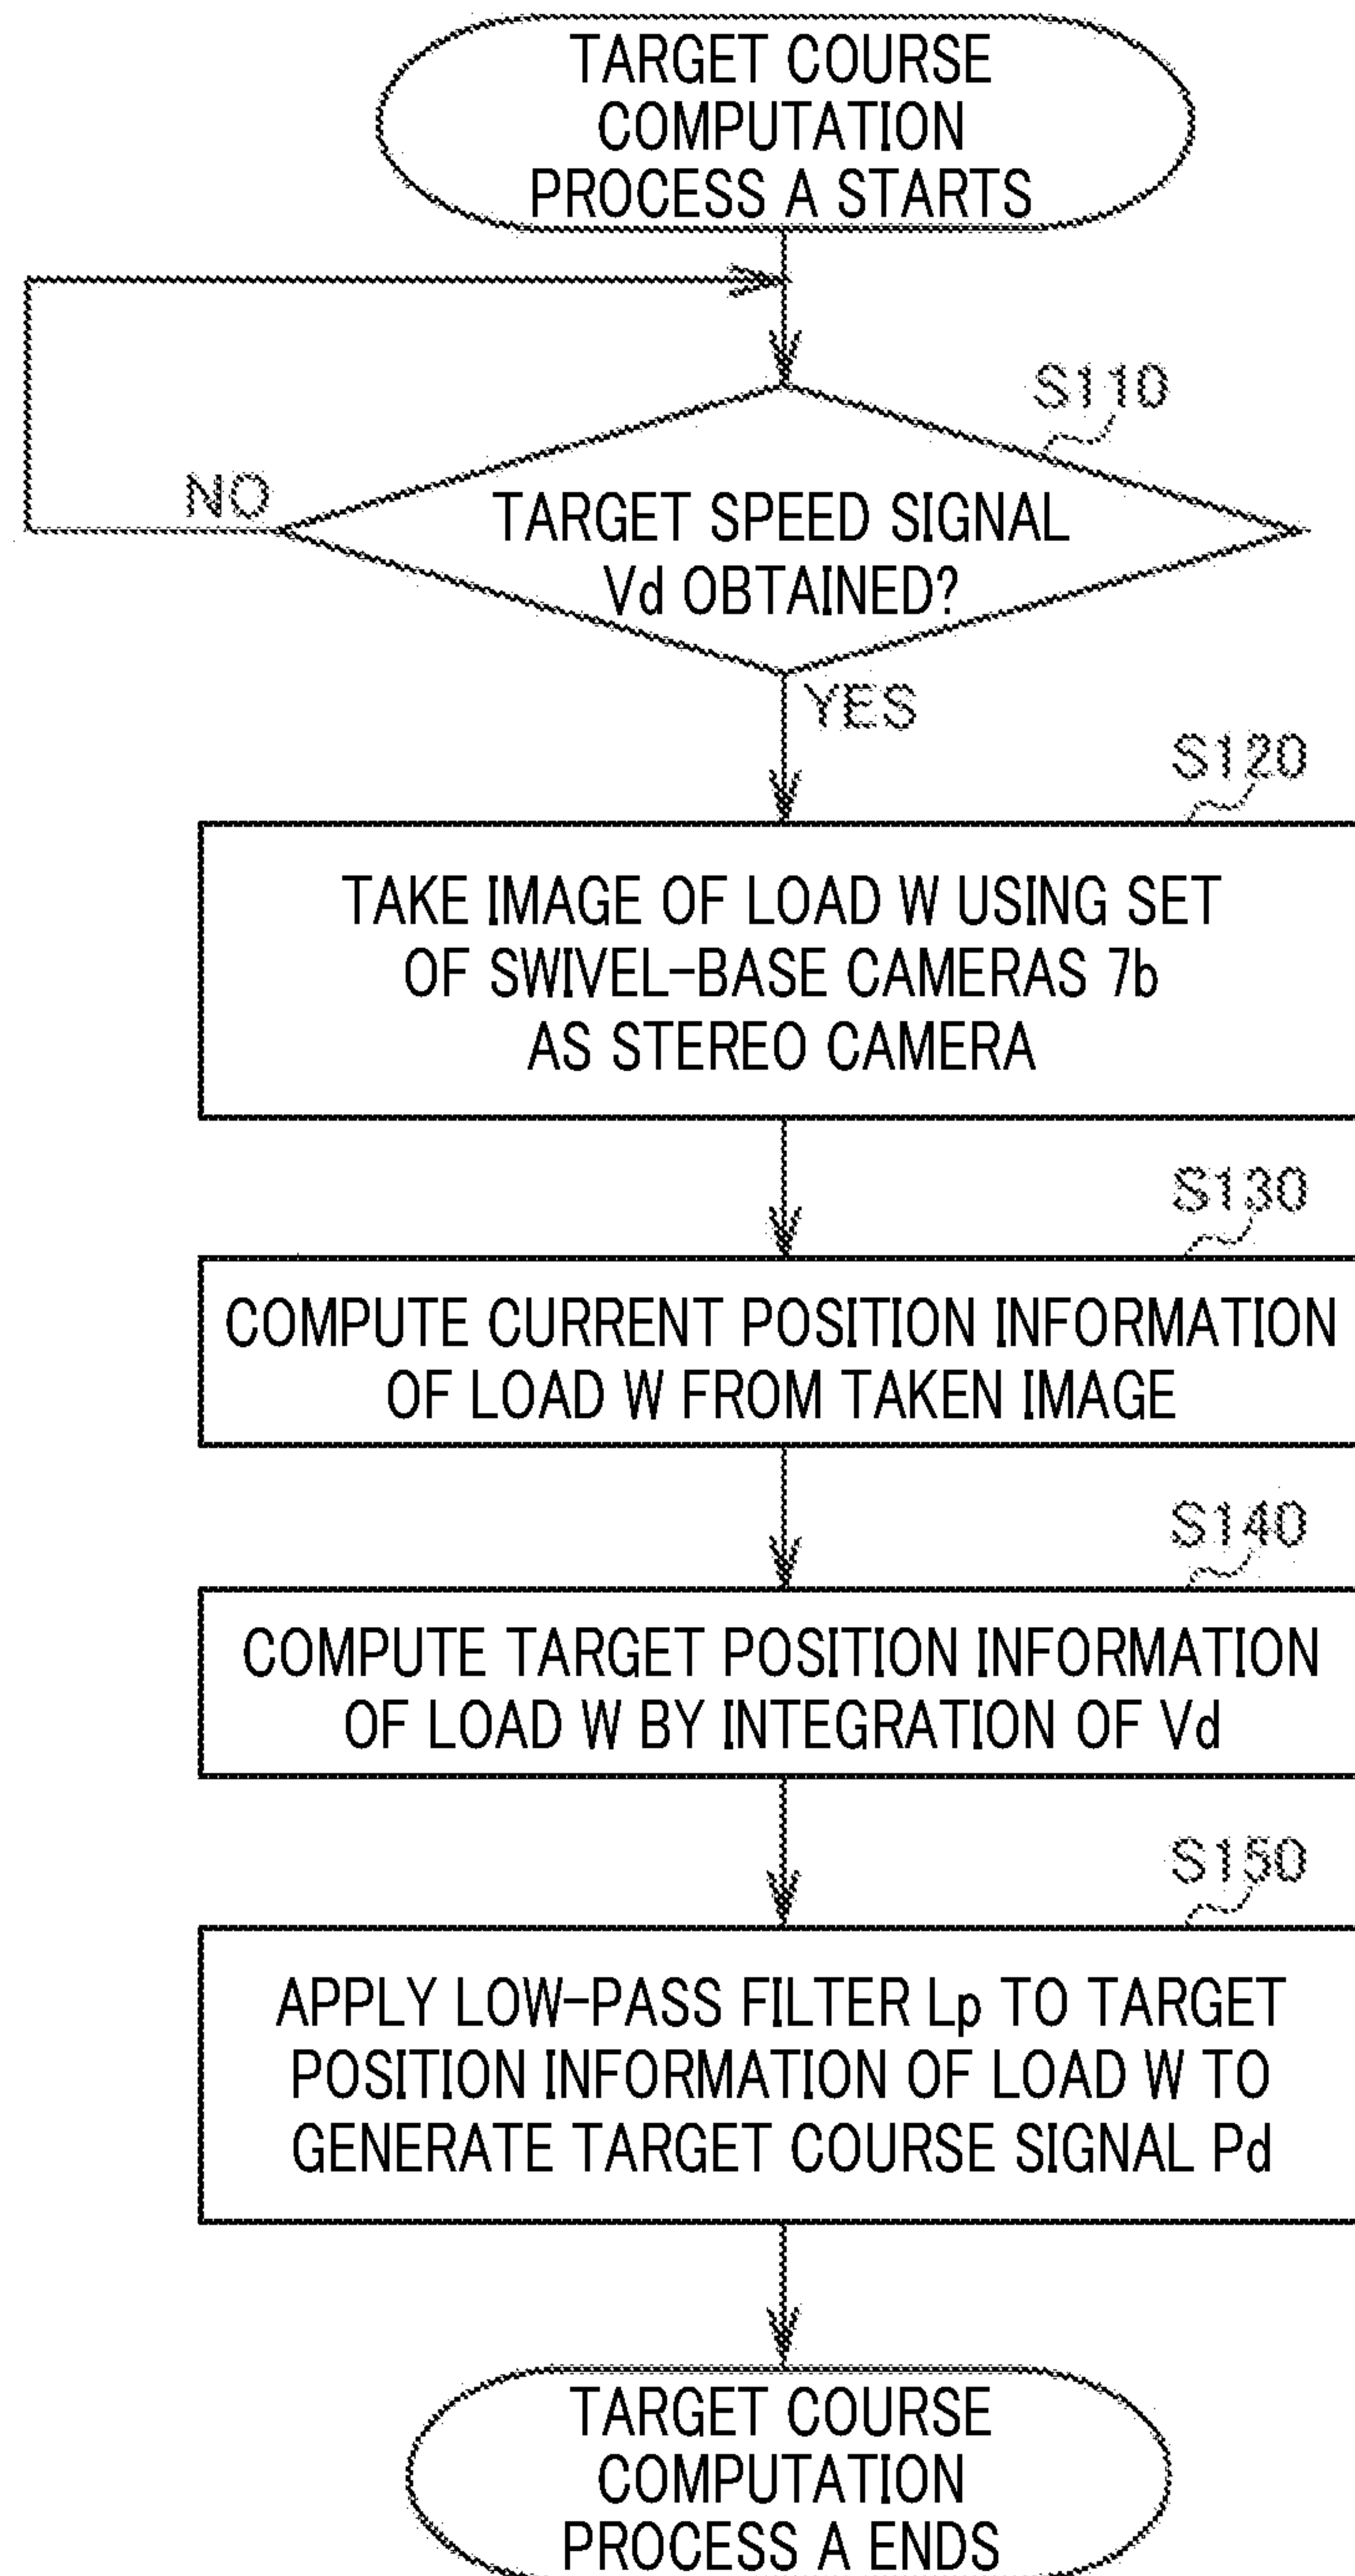 TARGET COURSE
COMPUTATION
PROCESS A STARTS
S110
NO
TARGET SPEED SIGNAL
Vd OBTAINED?
YES
S120
TAKE IMAGE OF LOAD W USING SET
OF SWIVEL-BASE CAMERAS 7b
AS STEREO CAMERA
S130
COMPUTE CURRENT POSITION INFORMATION
OF LOAD W FROM TAKEN IMAGE
S140
COMPUTE TARGET POSITION INFORMATION
OF LOAD W BY INTEGRATION OF Vd
S150
APPLY LOW-PASS FILTER Lp TO TARGET
POSITION INFORMATION OF LOAD W TO
GENERATE TARGET COURSE SIGNAL Pd
TARGET COURSE
COMPUTATION
PROCESS A ENDS